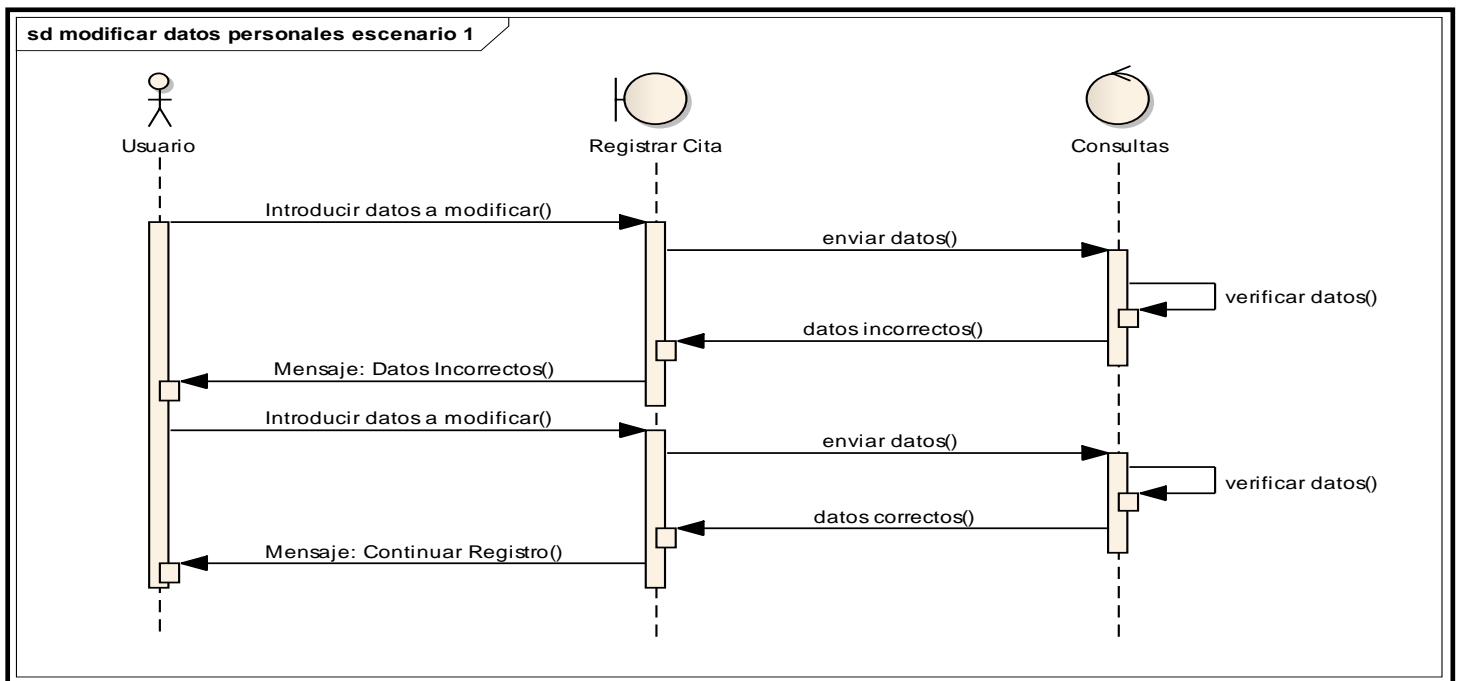 sd modificar datos personales escenario 1
Usuario
Registrar Cita
Consultas
Introducir datos a modificar()
enviar datos()
verificar datos()
datos incorrectos()
Mensaje: Datos Incorrectos()
Introducir datos a modificar()
enviar datos()
verificar datos()
datos correctos()
Mensaje: Continuar Registro()